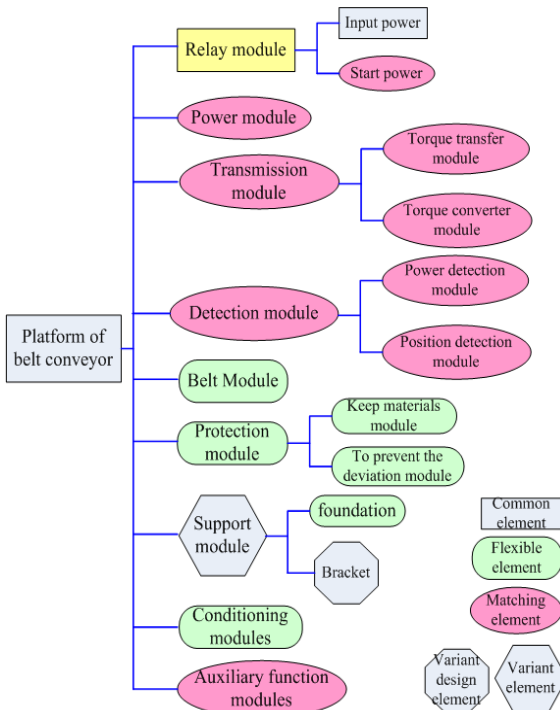 Platform of
belt conveyor
Relay module
Input power
Start power
Power module
Transmission
module
Torque transfer
module
Torque converter
module
Detection module
Power detection
module
Position detection
module
Belt Module
Protection
module
Keep materials
module
To prevent the
deviation module
Support
module
foundation
Bracket
Conditioning
modules
Auxiliary function
modules
Common
element
Flexible
element
Matching
element
Variant
design
element
Variant
element